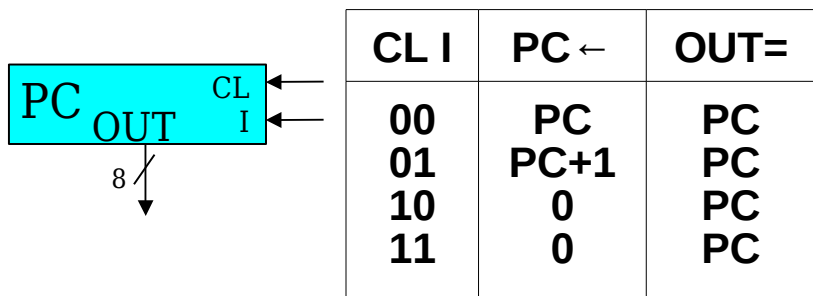 PC CL
I
OUT
8
CL I PC← OUT=
00 PC PC
01 PC+1 PC
10 0 PC
11 0 PC